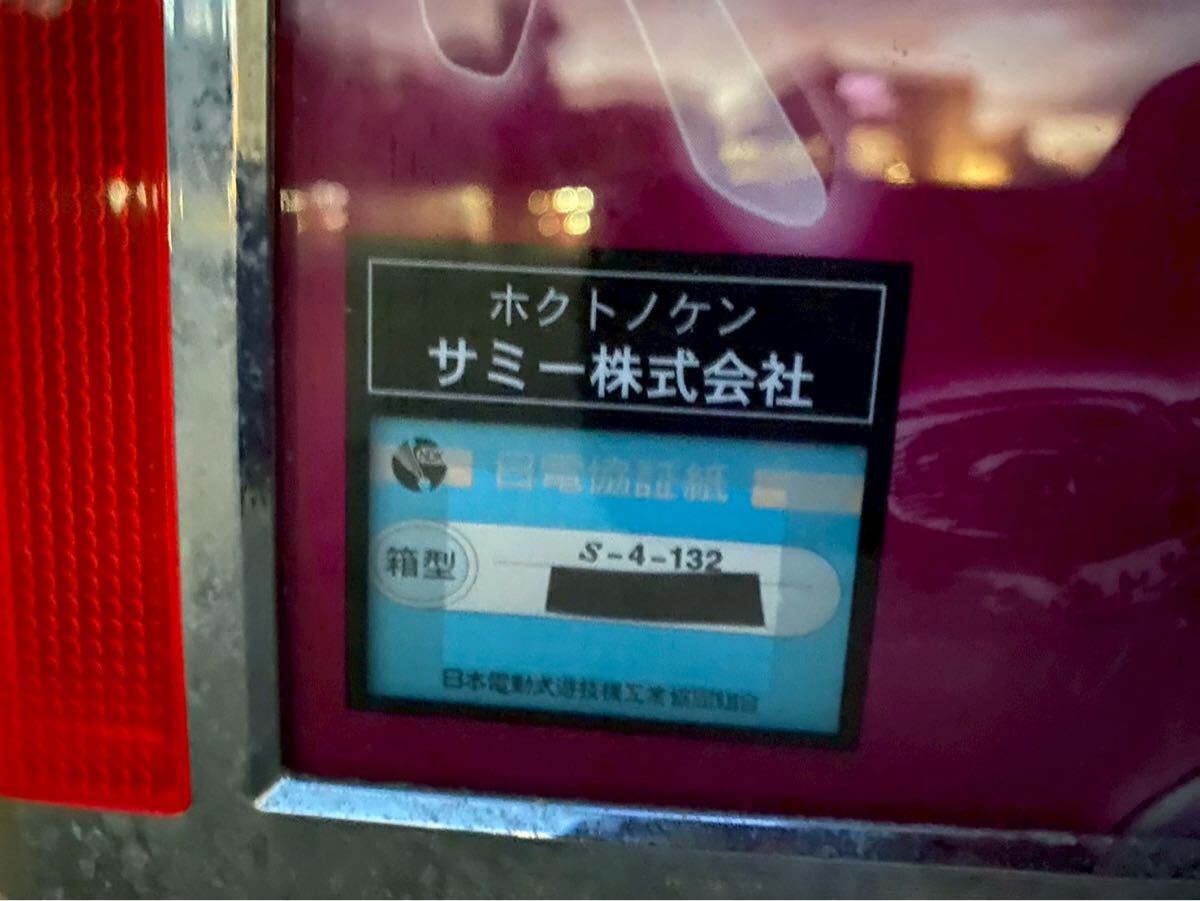 ホクトノケン
サミー株式会社
NDK
日電協証紙
箱型
S-4-132
日本電動式遊技機工業協同組合